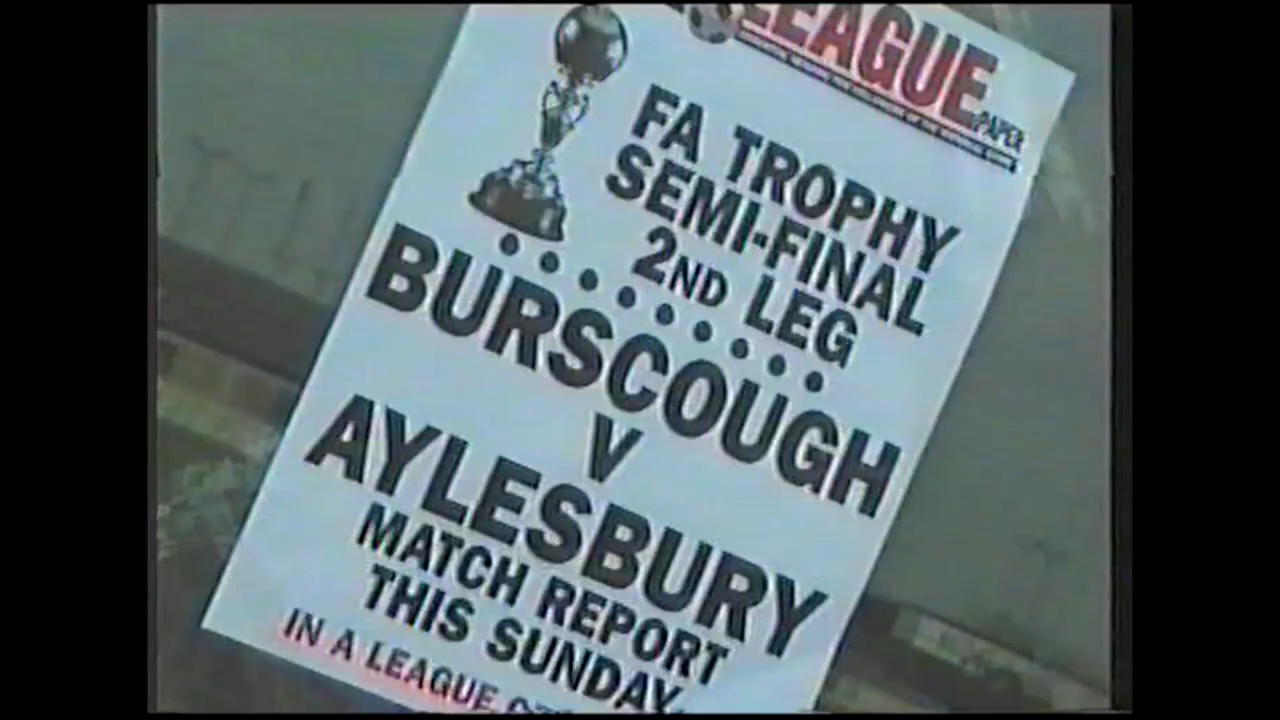 LEAGUE
PAPER
FA TROPHY
SEMI-FINAL
2ND LEG
BURSCOUGH
V
AYLESBURY
MATCH REPORT
THIS SUNDAY
IN A LEAGUE